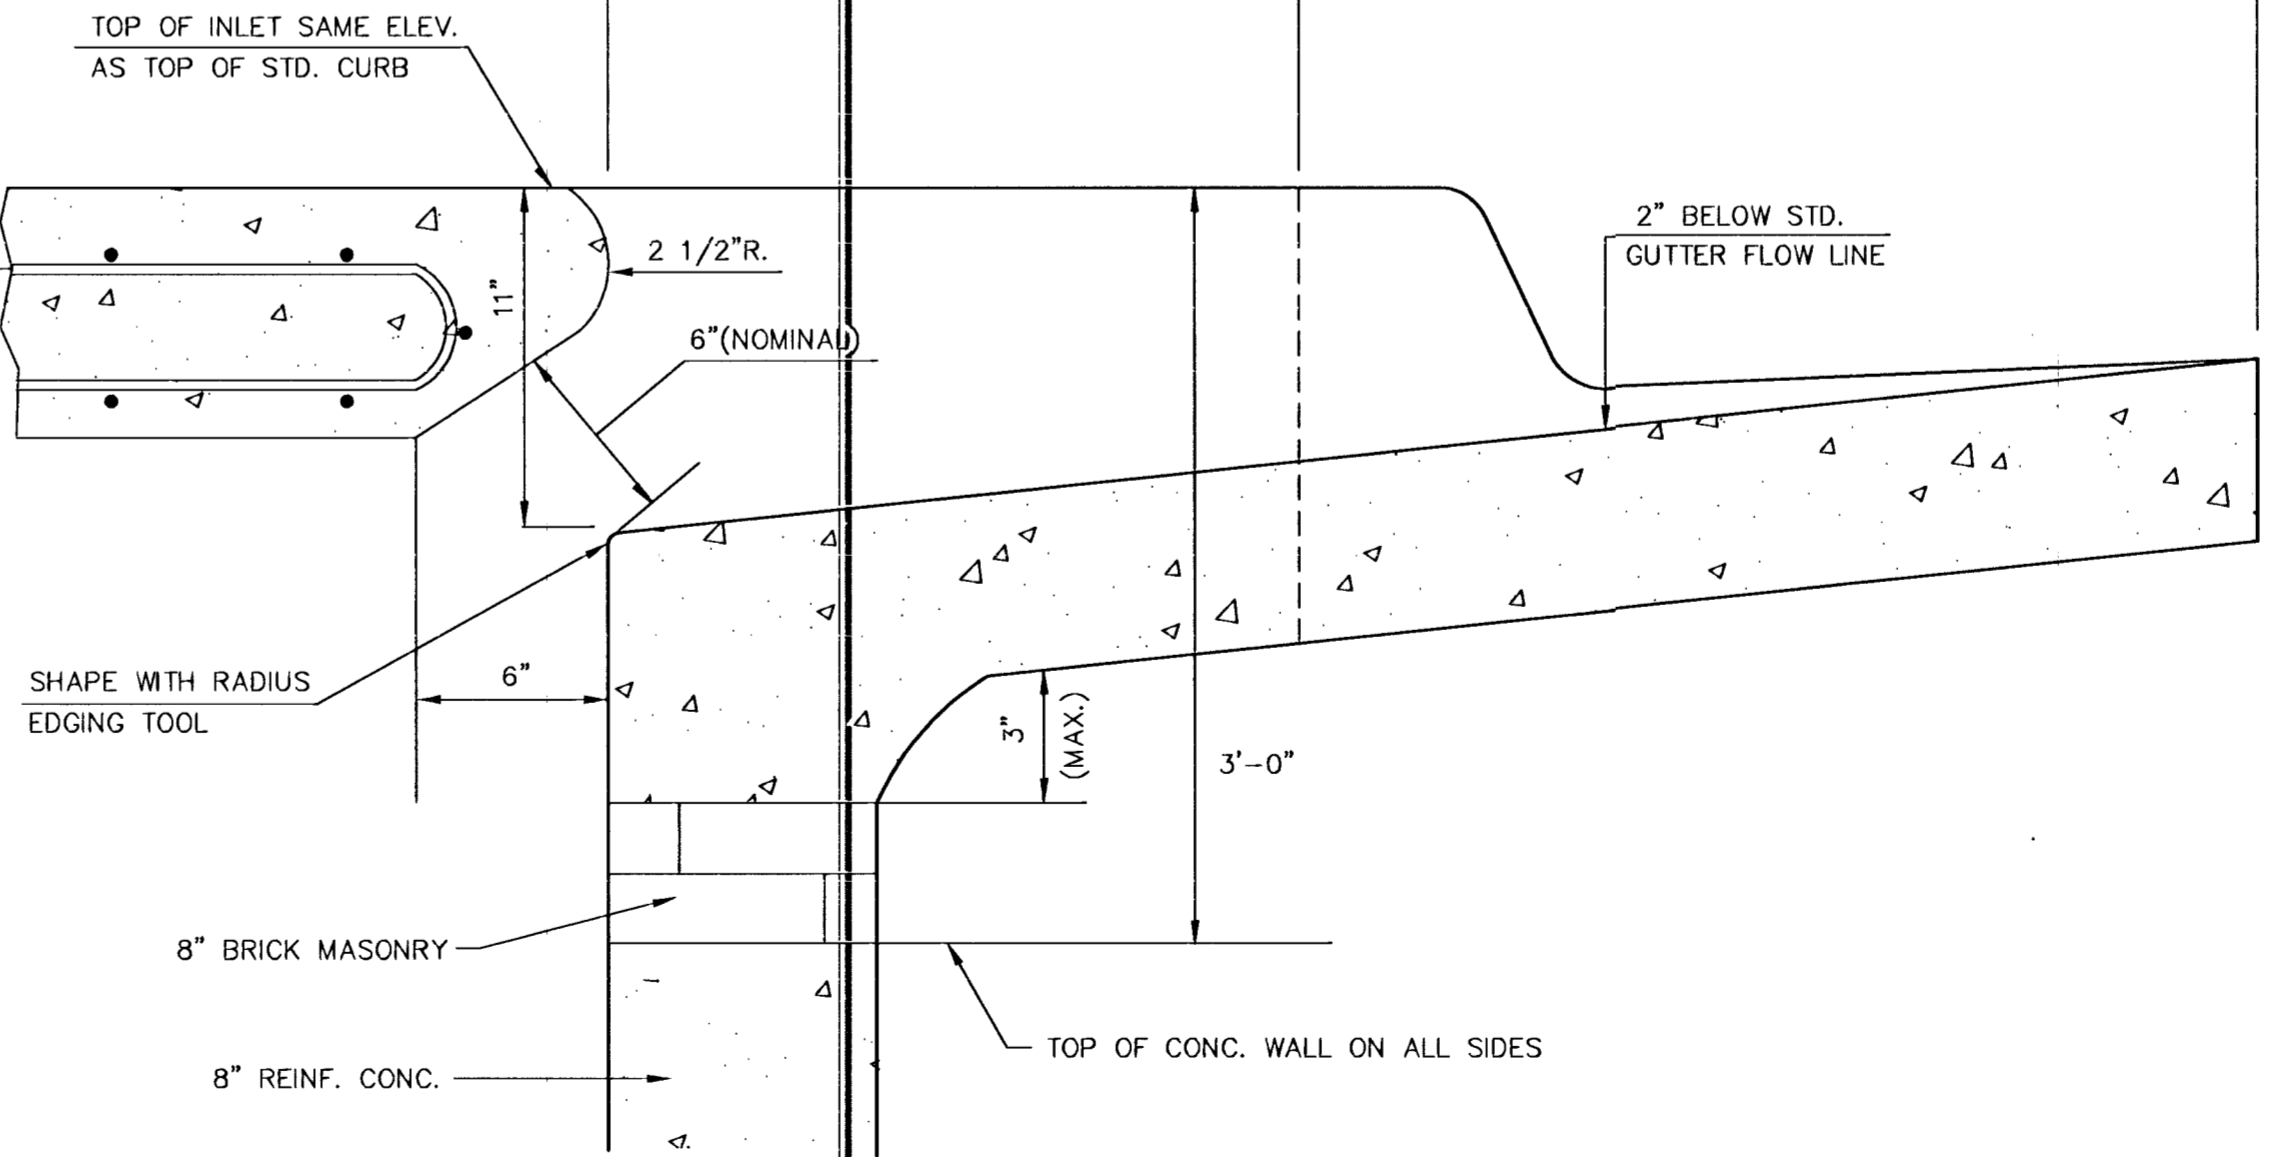 TOP OF INLET SAME ELEV.
AS TOP OF STD. CURB
2" BELOW STD.
GUTTER FLOW LINE
2 1/2"R.
11"
6"(NOMINAL)
SHAPE WITH RADIUS
EDGING TOOL
6"
3"
(MAX.)
3'-0"
8" BRICK MASONRY
TOP OF CONC. WALL ON ALL SIDES
8" REINF. CONC.